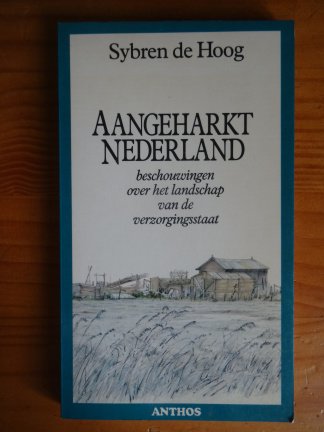 Sybren de Hoog
AANGEHARKT
NEDERLAND
beschouwingen
over het landschap
van de
verzorgingsstaat
ANTHOS